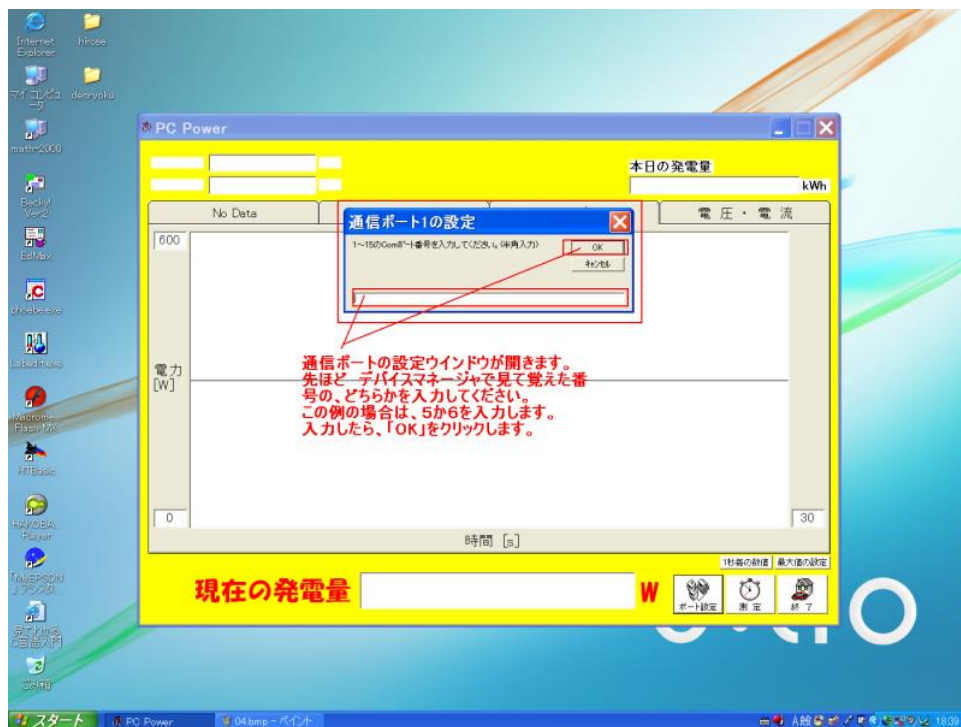 Internet
Explorer
hirose
マイ コンピュ
ータ
denryoku
math-2000
Becky!
Ver.2
EdMax
phoebe.exe
Macrome...
Flash MX
HTBasic
HAKOBA...
Player
ごみ箱
PC Power
本日の発電量
kWh
No Data
電 圧 ・ 電 流
通信ポート1の設定
1～15のComポート番号を入力してください。(半角入力)
OK
キャンセル
600
電力
[W]
通信ポートの設定ウインドウが開きます。
先ほど デバイスマネージャで見て覚えた番
号の、どちらかを入力してください。
この例の場合は、5か6を入力します。
入力したら、「OK」をクリックします。
0
30
時間 [s]
1秒毎の数値
最大値の設定
現在の発電量
W
ポート設定
測 定
終 了
スタート
PC Power
04.bmp - ペイント
A般
18:39